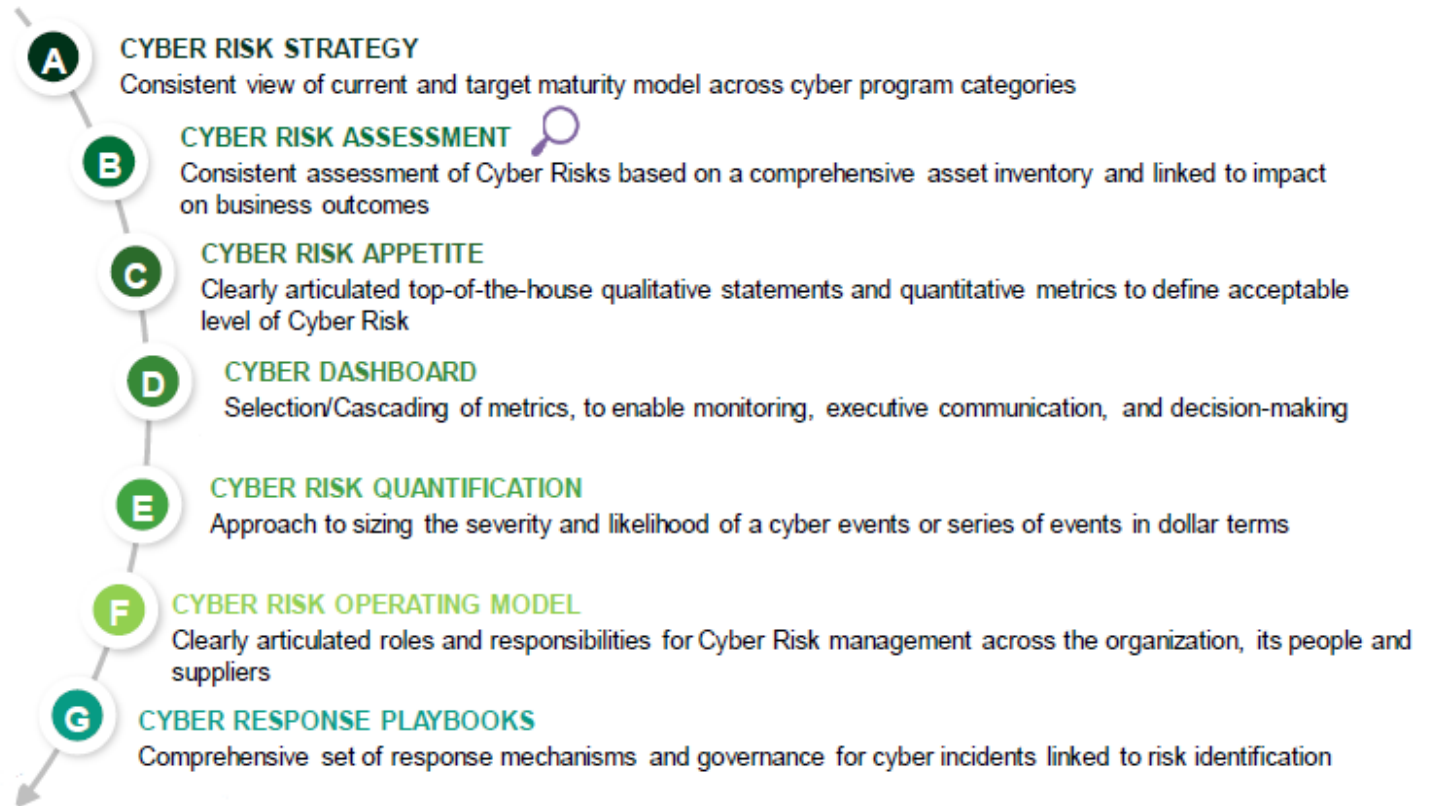 A
CYBER RISK STRATEGY
Consistent view of current and target maturity model across cyber program categories
B
CYBER RISK ASSESSMENT
Consistent assessment of Cyber Risks based on a comprehensive asset inventory and linked to impact
on business outcomes
C
CYBER RISK APPETITE
Clearly articulated top-of-the-house qualitative statements and quantitative metrics to define acceptable
level of Cyber Risk
D
CYBER DASHBOARD
Selection/Cascading of metrics, to enable monitoring, executive communication, and decision-making
E
CYBER RISK QUANTIFICATION
Approach to sizing the severity and likelihood of a cyber events or series of events in dollar terms
F
CYBER RISK OPERATING MODEL
Clearly articulated roles and responsibilities for Cyber Risk management across the organization, its people and
suppliers
G
CYBER RESPONSE PLAYBOOKS
Comprehensive set of response mechanisms and governance for cyber incidents linked to risk identification